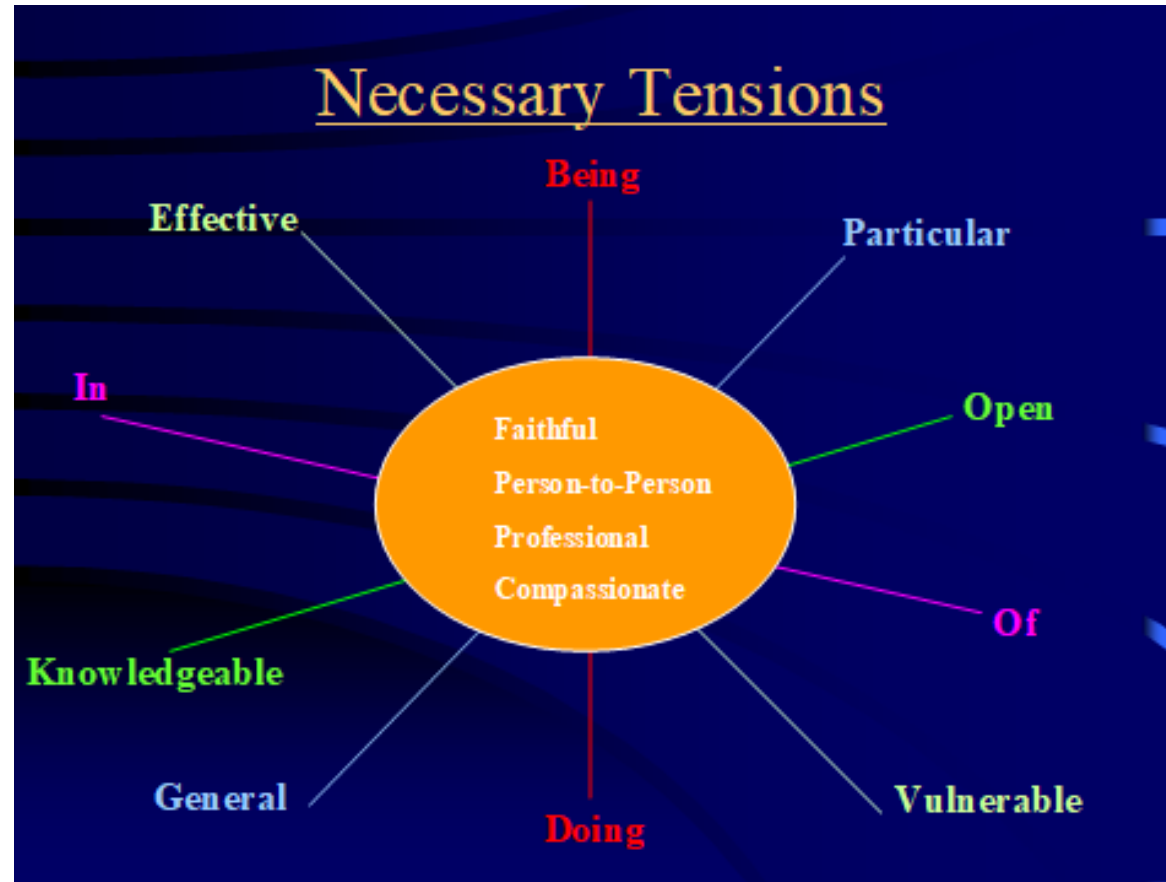 Necessary Tensions
Being
Effective
Particular
In
Open
Faithful
Person-to-Person
Professional
Compassionate
Of
Knowledgeable
General
Vulnerable
Doing